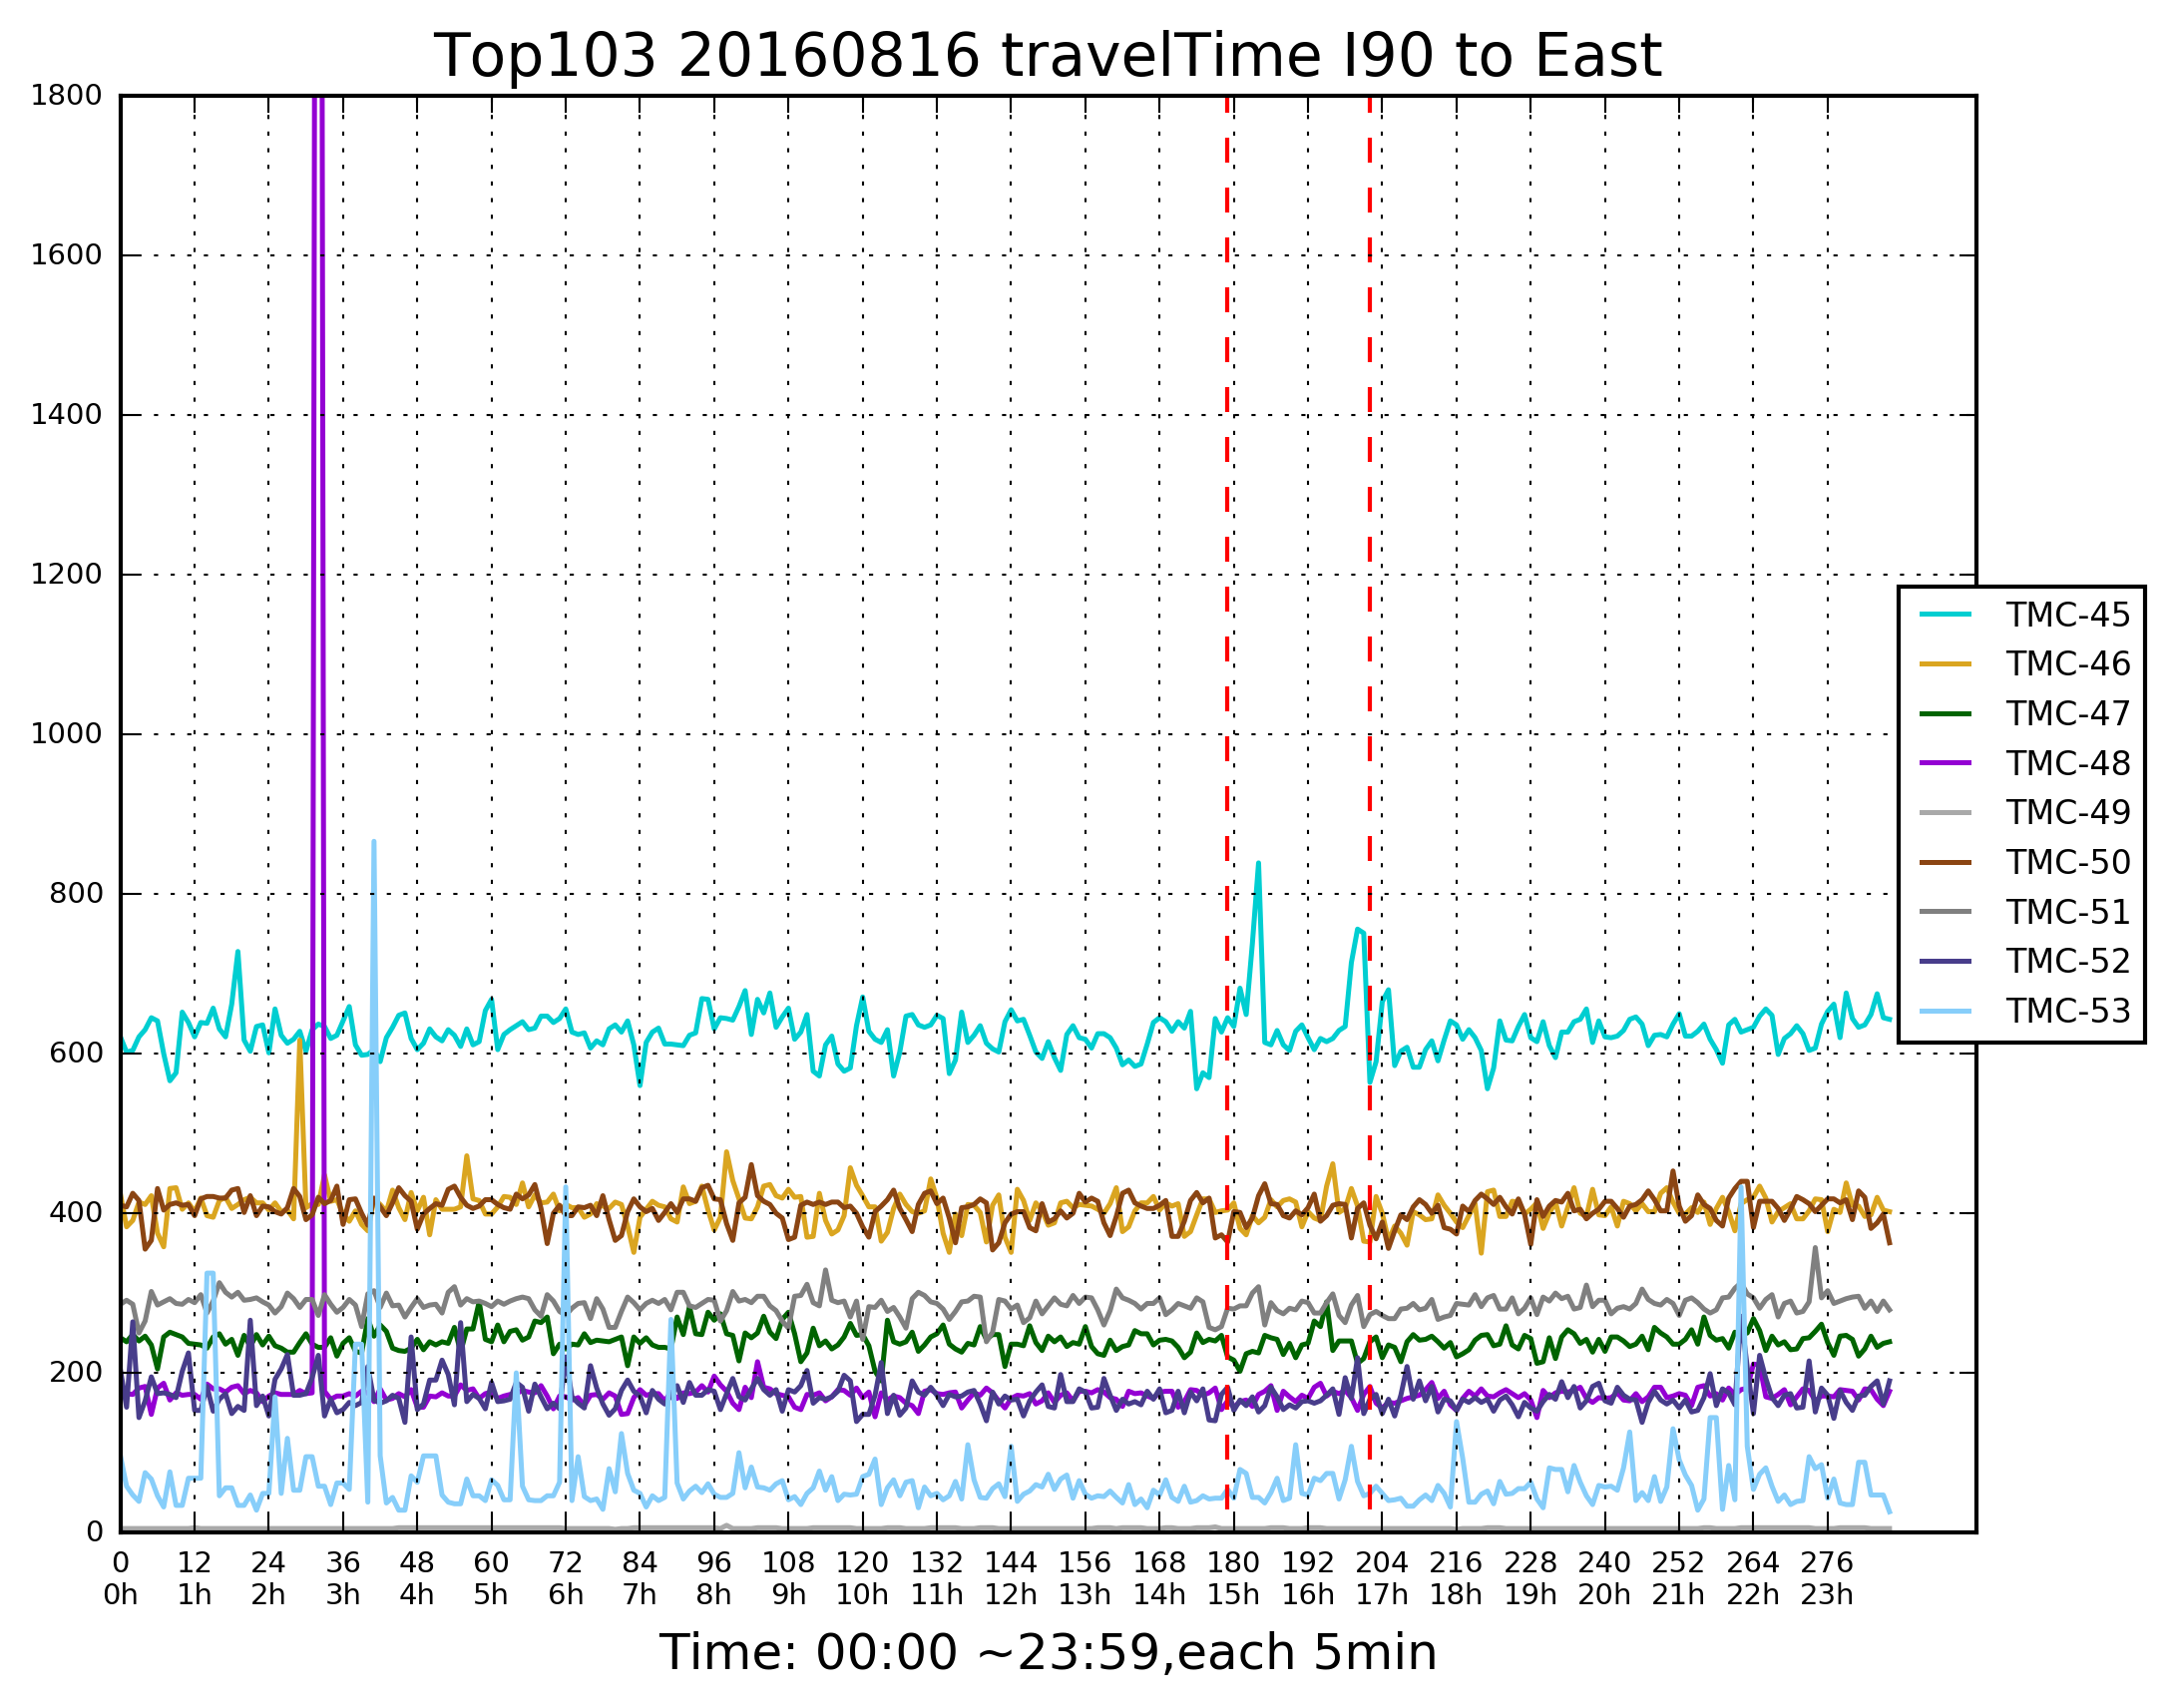 Top103 20160816 travelTime I90 to East
1800
1600
1400
1200
1000
800
600
400
200
0
TMC-45
TMC-46
TMC-47
TMC-48
TMC-49
TMC-50
TMC-51
TMC-52
TMC-53
0 12 24 36 48 60 72 84 96 108 120 132 144 156 168 180 192 204 216 228 240 252 264 276
0h 1h 2h 3h 4h 5h 6h 7h 8h 9h 10h 11h 12h 13h 14h 15h 16h 17h 18h 19h 20h 21h 22h 23h
Time: 00:00 ~23:59,each 5min